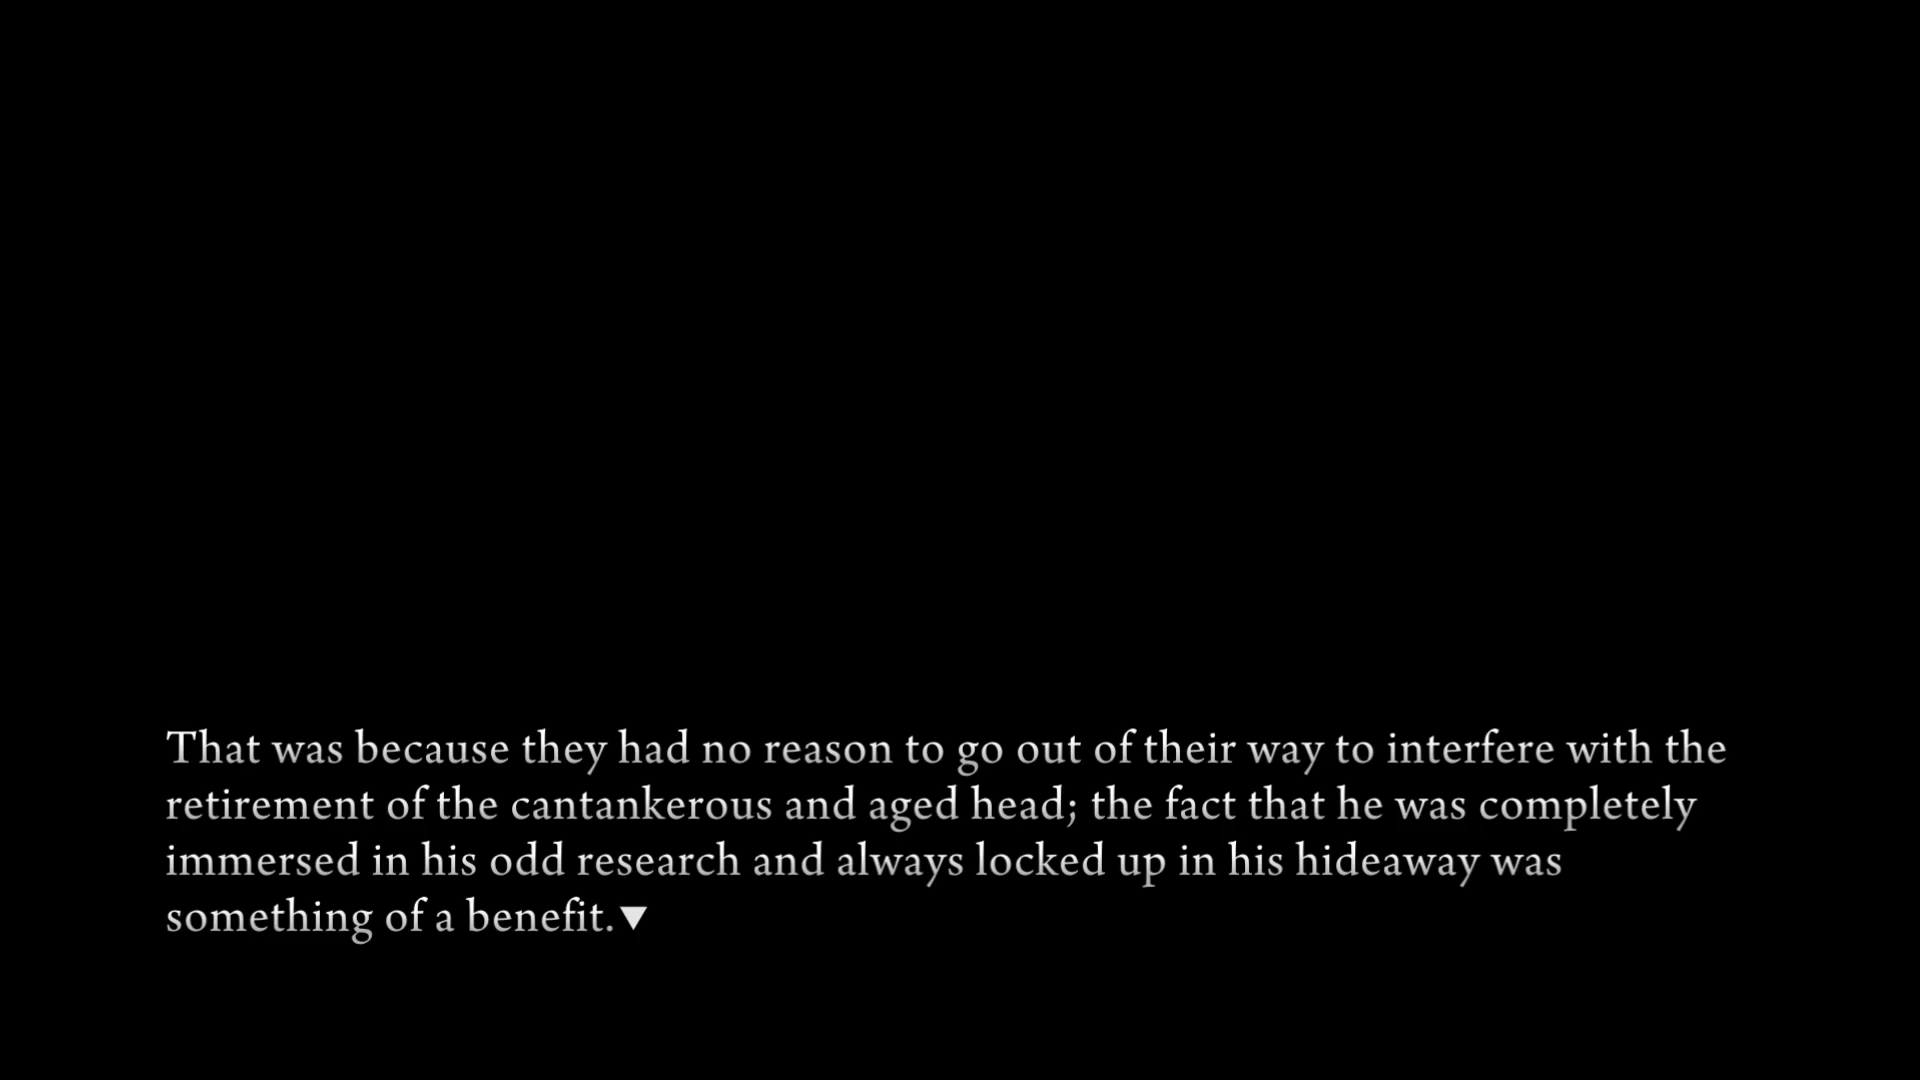 That was because they had no reason to go out of their way to interfere with the
retirement of the cantankerous and aged head; the fact that he was completely
immersed in his odd research and always locked up in his hideaway was
something of a benefit.